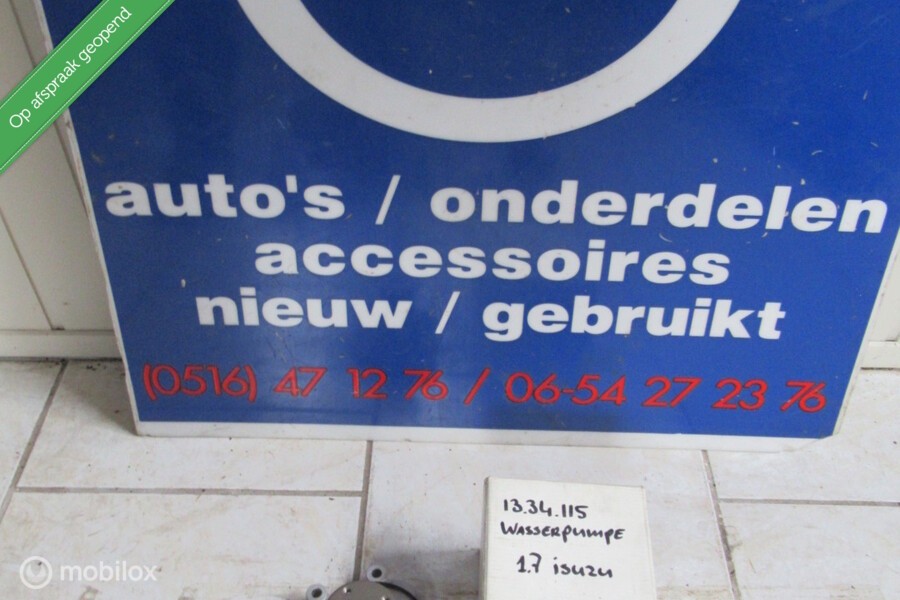 Op afspraak geopend
auto's / onderdelen
accessoires
nieuw / gebruikt
(0516) 47 12 76 / 06-54 27 23 76
13.34.115
WASSERPUMPE
1.7 isuzu
mobilox